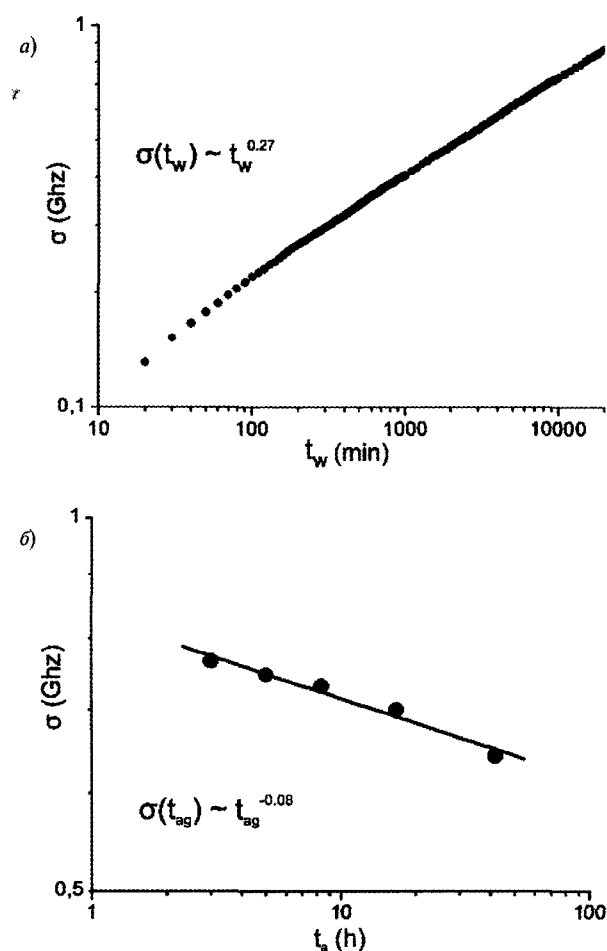 а)
1
σ(t_w) ~ t_w^0.27
σ (Ghz)
0,1
10 100 1000 10000
t_w (min)
б)
1
σ (Ghz)
σ(t_ag) ~ t_ag^-0.08
0,5
1 10 100
t_a (h)